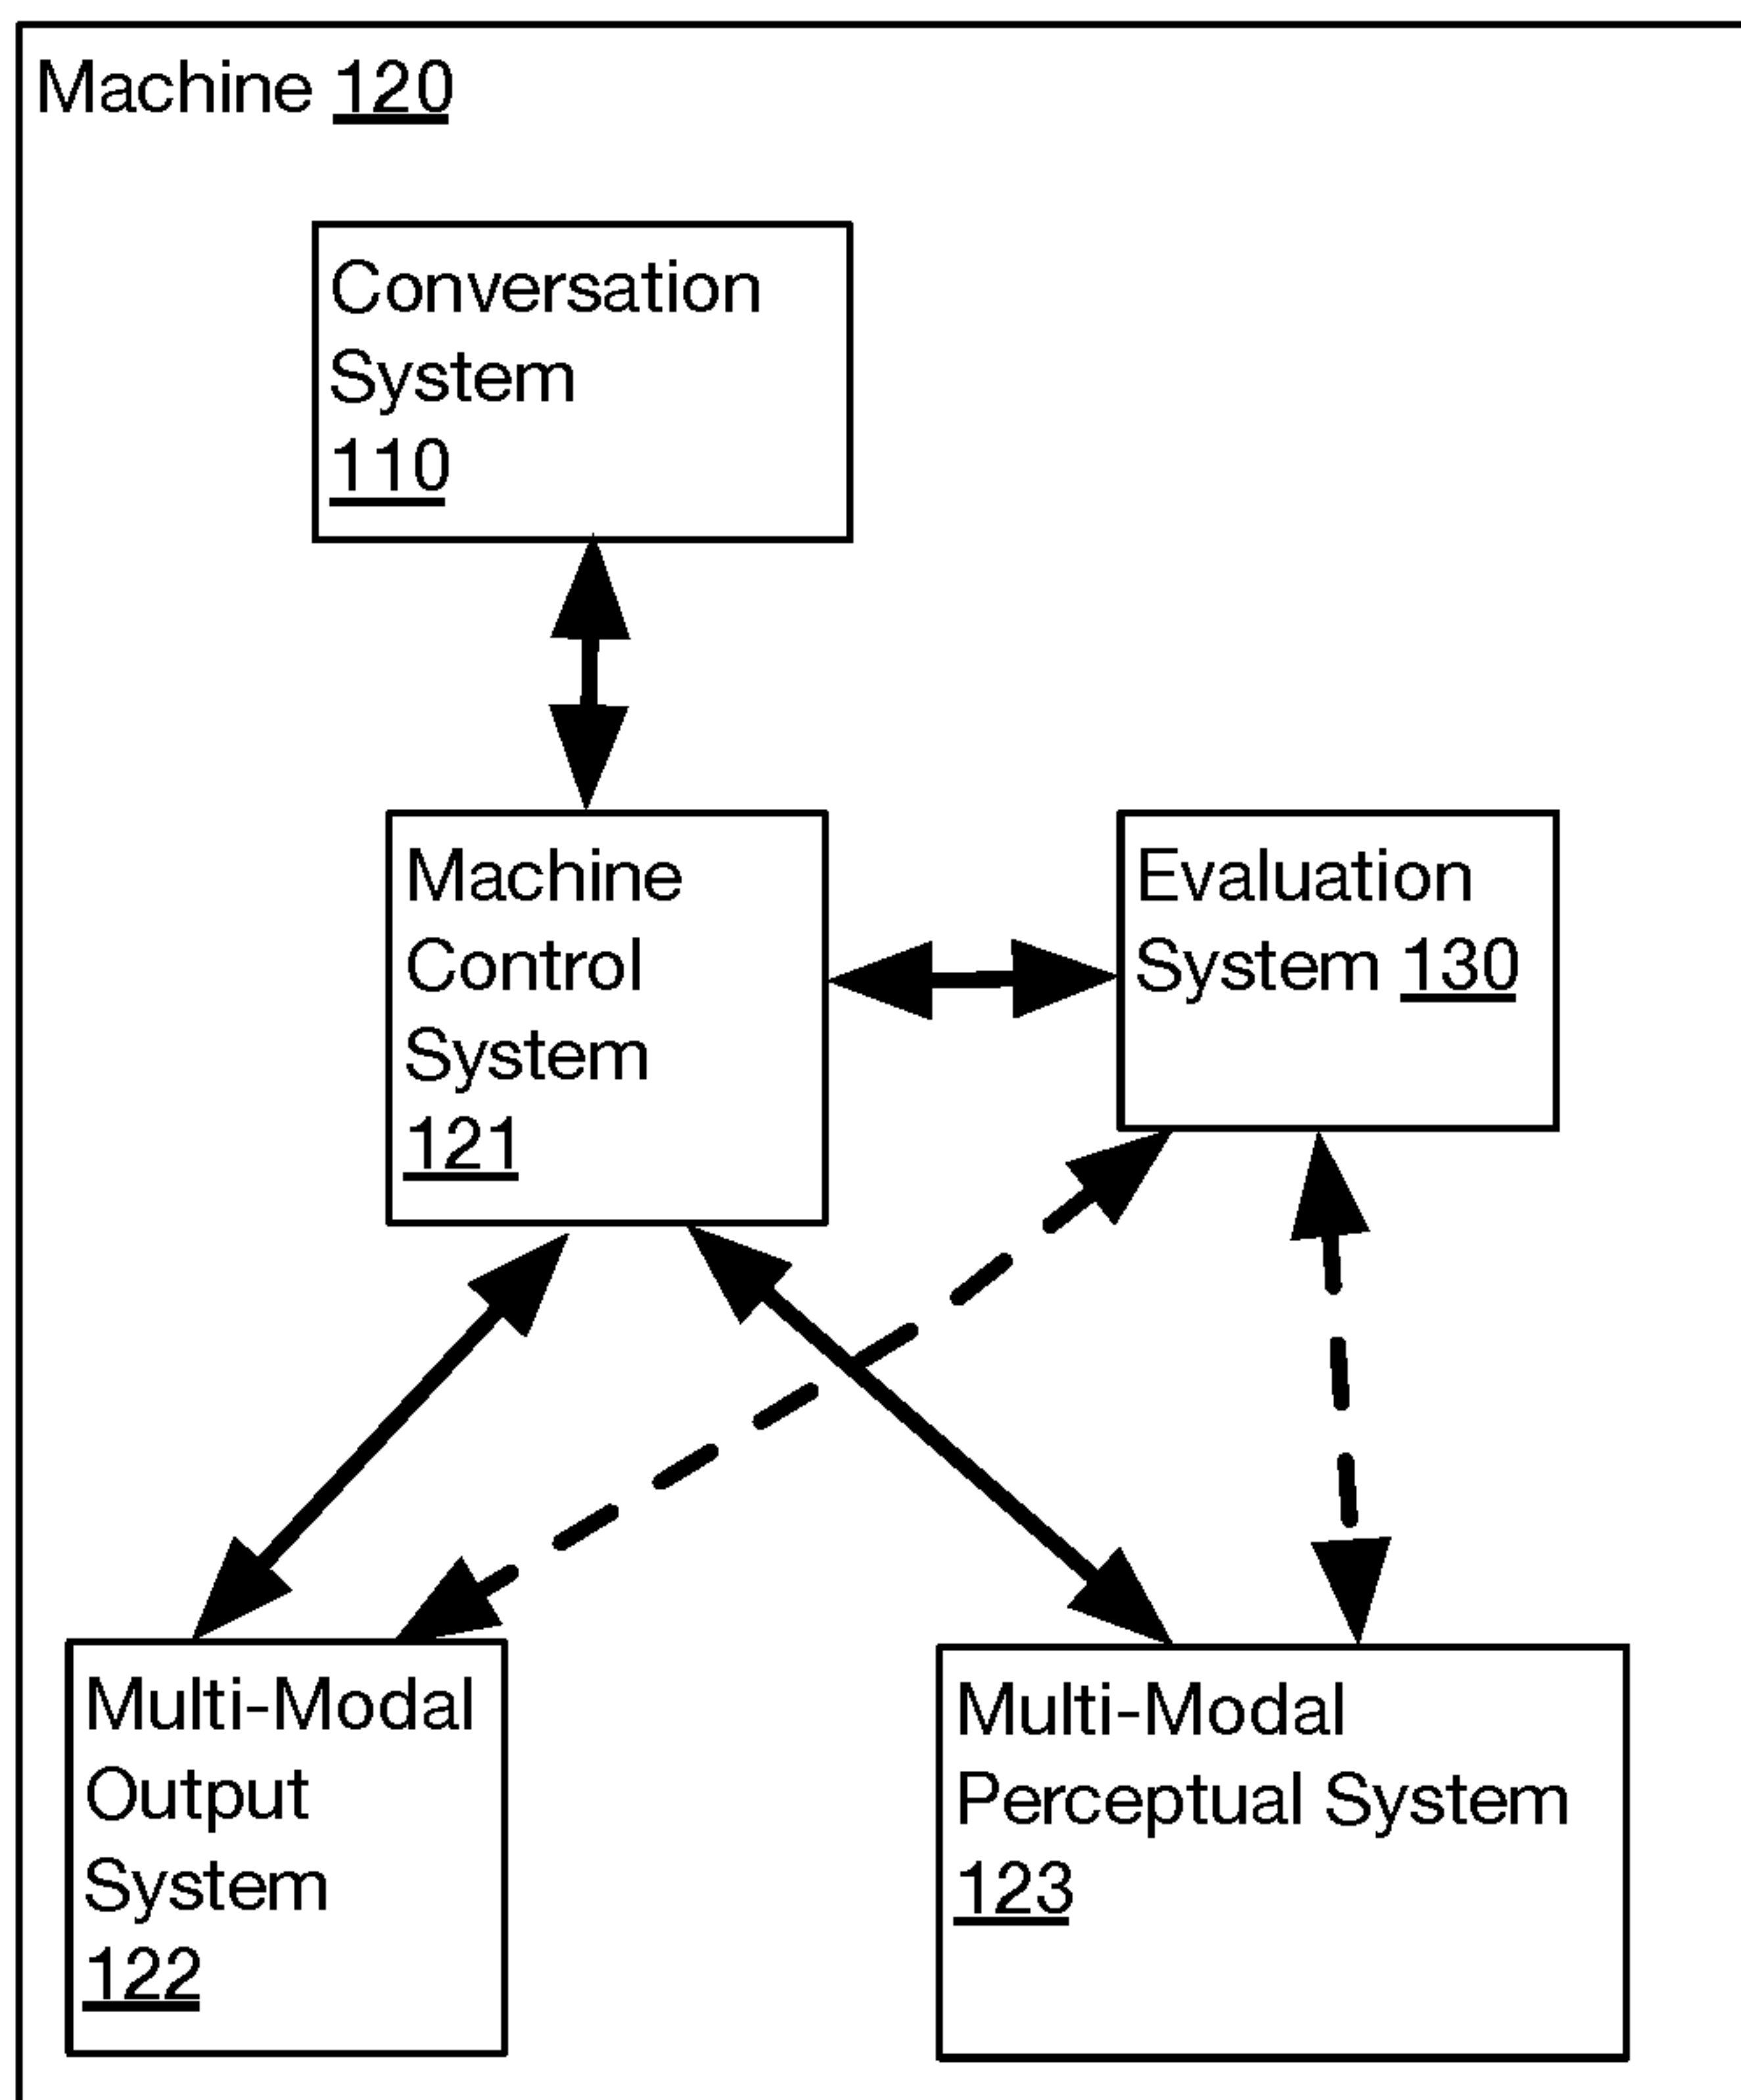 Machine 120
Conversation
System
110
Machine
Control
System
121
Evaluation
System 130
Multi-Modal
Output
System
122
Multi-Modal
Perceptual System
123